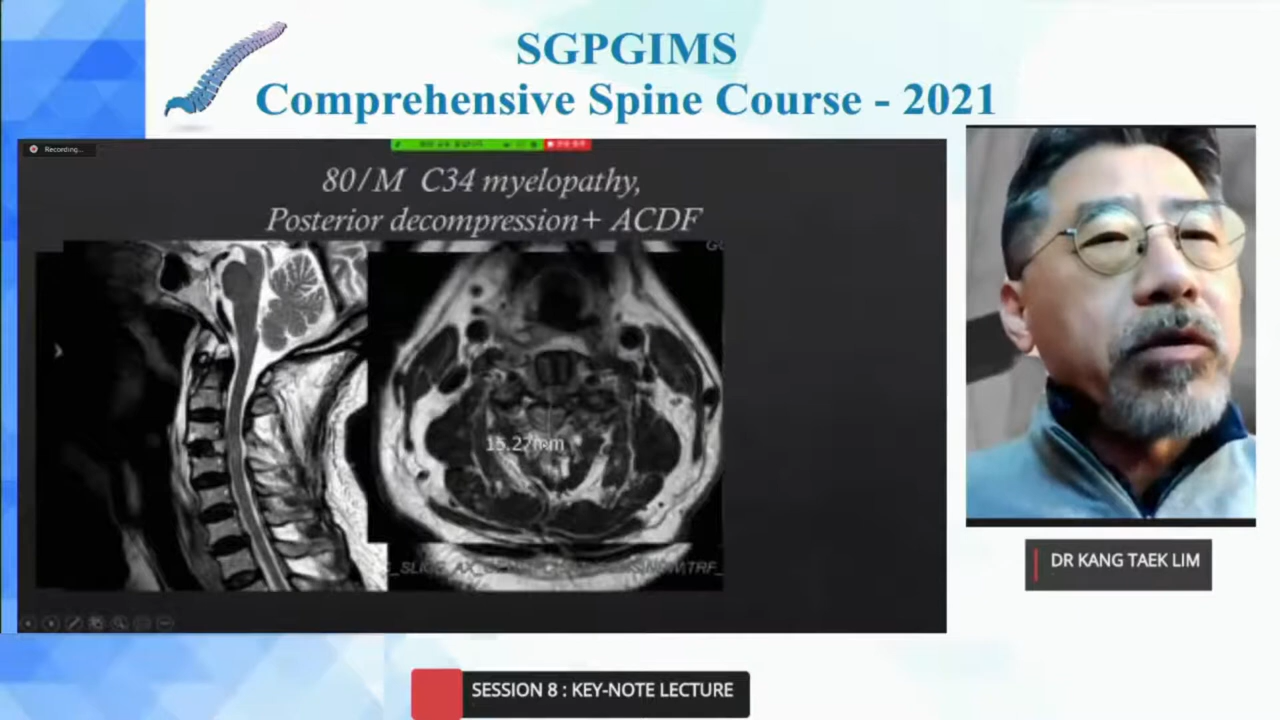 SGPGIMS
Comprehensive Spine Course - 2021
Recording...
80/M C34 myelopathy,
Posterior decompression+ ACDF
15.27mm
DR KANG TAEK LIM
SESSION 8 : KEY-NOTE LECTURE